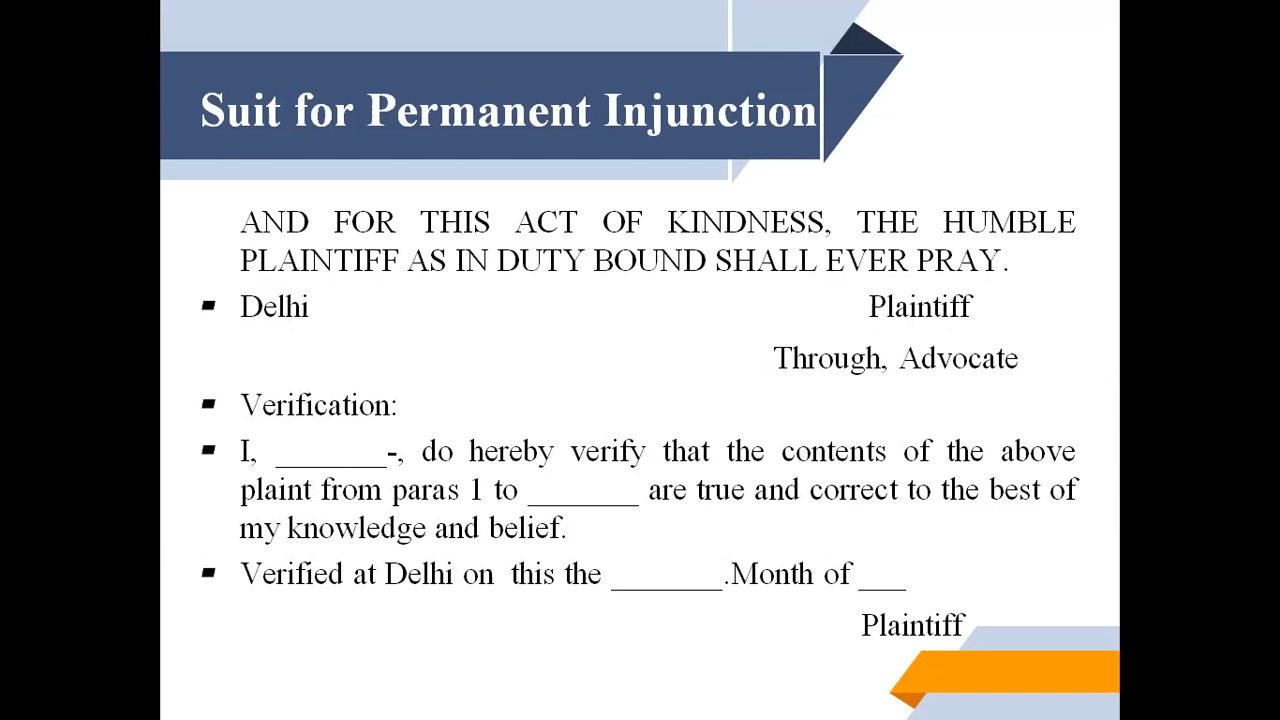 Suit for Permanent Injunction
AND FOR THIS ACT OF KINDNESS, THE HUMBLE
PLAINTIFF AS IN DUTY BOUND SHALL EVER PRAY.
Delhi Plaintiff
Through, Advocate
Verification:
I, _______-, do hereby verify that the contents of the above
plaint from paras 1 to _______ are true and correct to the best of
my knowledge and belief.
Verified at Delhi on this the _______.Month of ___
Plaintiff